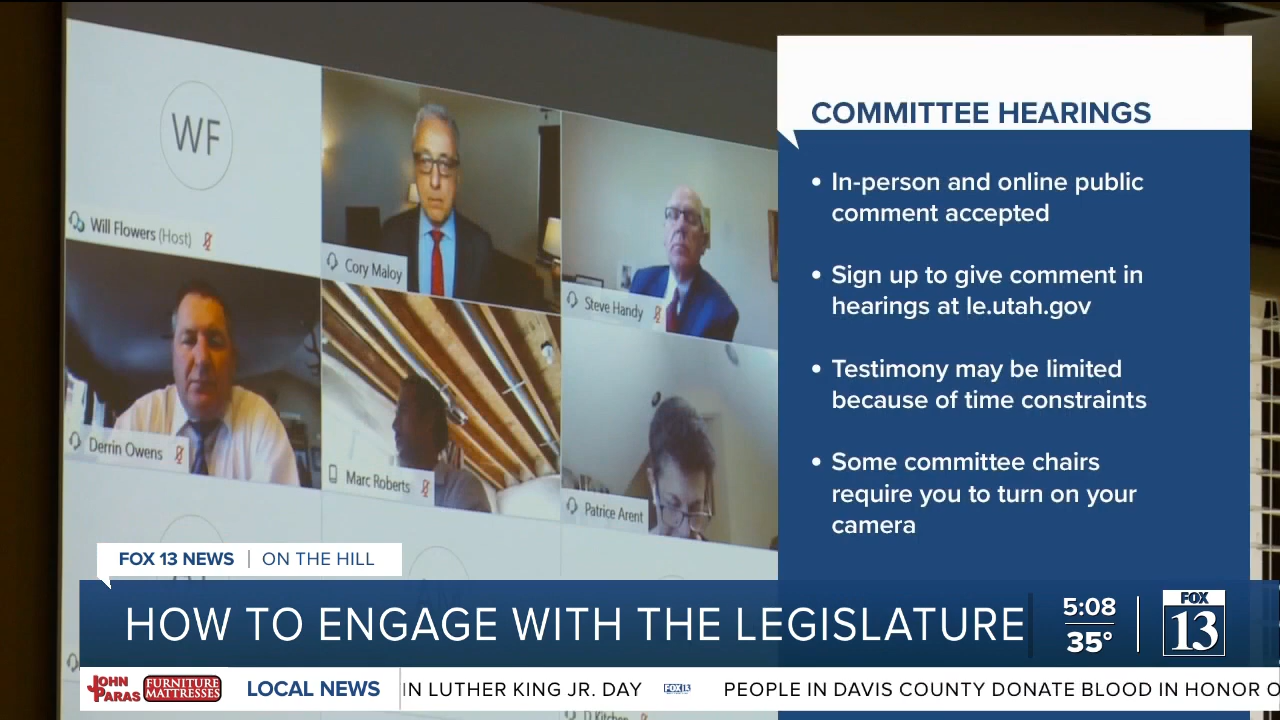 WF
Will Flowers (Host)
Cory Maloy
Steve Handy
Derrin Owens
Marc Roberts
Patrice Arent
COMMITTEE HEARINGS
• In-person and online public
comment accepted
• Sign up to give comment in
hearings at le.utah.gov
• Testimony may be limited
because of time constraints
• Some committee chairs
require you to turn on your
camera
FOX 13 NEWS | ON THE HILL
HOW TO ENGAGE WITH THE LEGISLATURE
5:08
35°
FOX
13
JOHN
PARAS
FURNITURE
MATTRESSES
LOCAL NEWS
IN LUTHER KING JR. DAY
FOX 13
PEOPLE IN DAVIS COUNTY DONATE BLOOD IN HONOR O